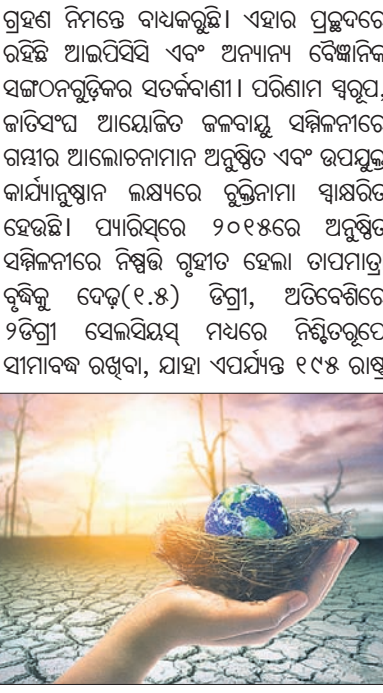 ଗ୍ରହଣ ନିମନ୍ତେ ବାଧ୍ୟକରୁଛି। ଏହାର ପ୍ରଚ୍ଛଦରେ
ରହିଛି ଆଇପିସିସି ଏବଂ ଅନ୍ୟାନ୍ୟ ବୈଜ୍ଞାନିକ
ସଙ୍ଗଠନଗୁଡ଼ିକର ସତର୍କବାଣୀ। ପରିଣାମ ସ୍ୱରୂପ,
ଜାତିସଂଘ ଆୟୋଜିତ ଜଳବାୟୁ ସମ୍ମିଳନୀରେ
ଗମ୍ଭୀର ଆଲୋଚନାମାନ ଅନୁଷ୍ଠିତ ଏବଂ ଉପଯୁକ୍ତ
କାର୍ଯ୍ୟାନୁଷ୍ଠାନ ଲକ୍ଷ୍ୟରେ ଚୁକ୍ତିନାମା ସ୍ୱାକ୍ଷରିତ
ହେଉଛି। ପ୍ୟାରିସ୍‌ରେ ୨୦୧୫ରେ ଅନୁଷ୍ଠିତ
ସମ୍ମିଳନୀରେ ନିଷ୍ପତ୍ତି ଗୃହୀତ ହେଲା ତାପମାତ୍ର
ବୃଦ୍ଧିକୁ ଦେଢ଼(୧.୫) ଡିଗ୍ରୀ, ଅତିବେଶିରେ
୨ଡିଗ୍ରୀ ସେଲସିୟସ୍ ମଧ୍ୟରେ ନିଶ୍ଚିତରୂପେ
ସୀମାବଦ୍ଧ ରଖିବା, ଯାହା ଏପର୍ଯ୍ୟନ୍ତ ୧୯୫ ରାଷ୍ଟ୍ର